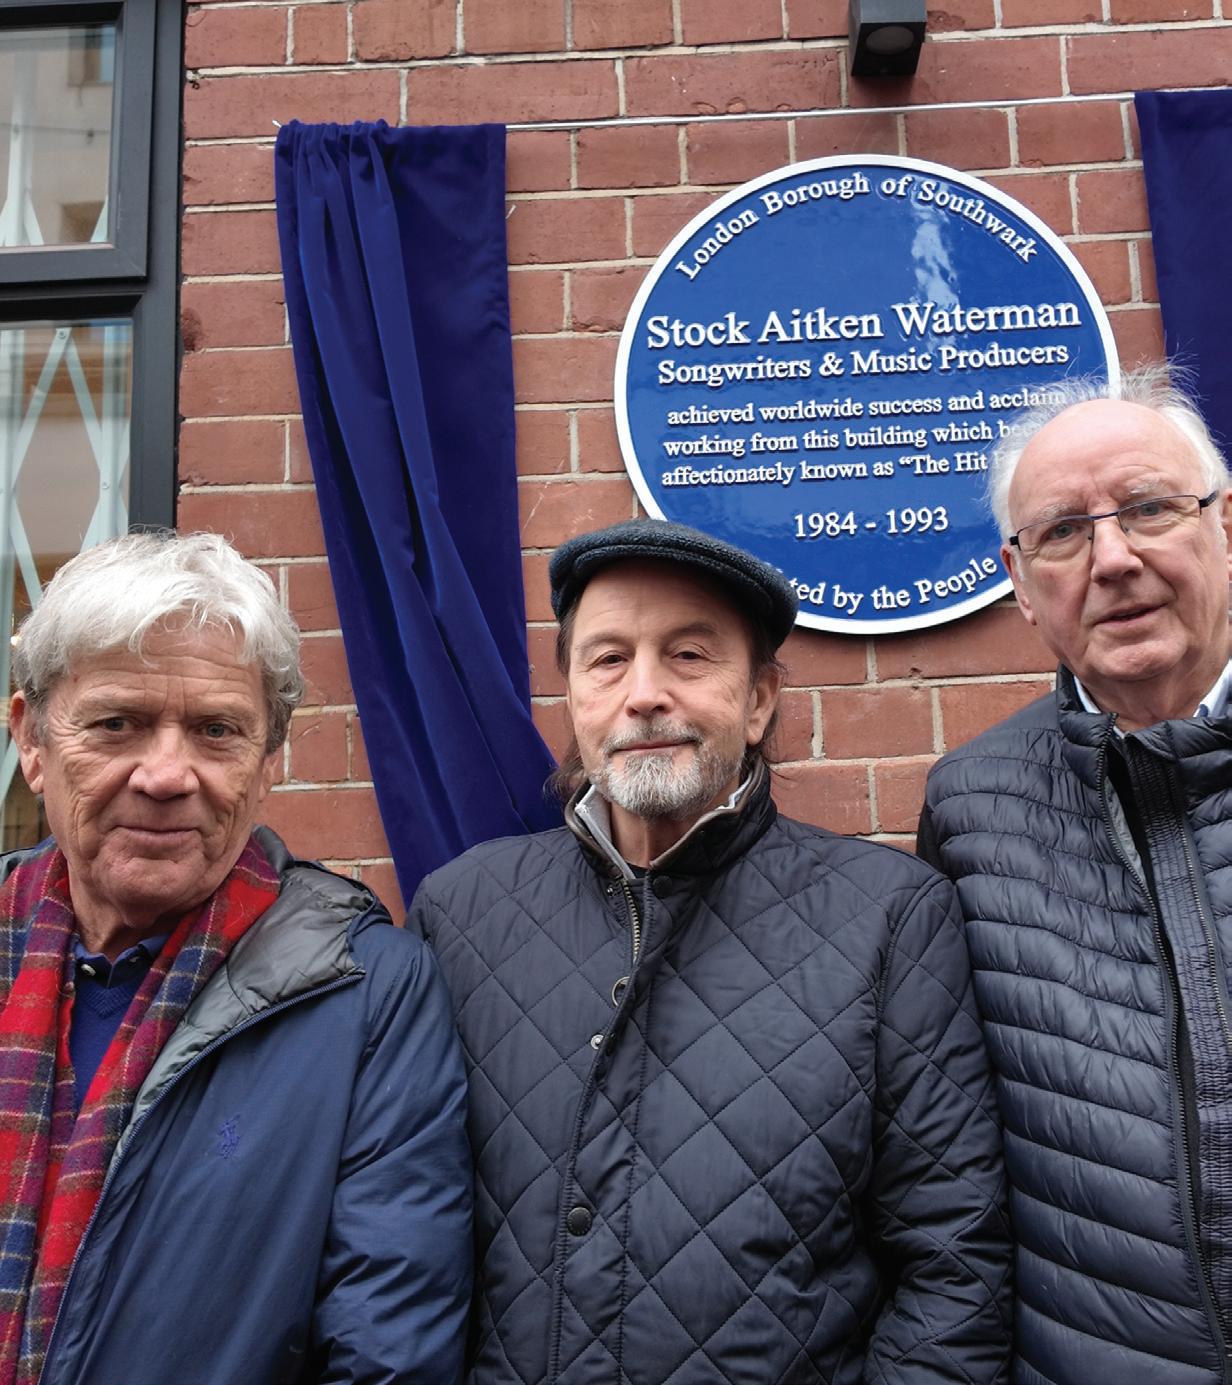 London Borough of Southwark
Stock Aitken Waterman
Songwriters & Music Producers
achieved worldwide success and acclaim
working from this building which
affectionately known as “The Hit
1984 - 1993
by the People